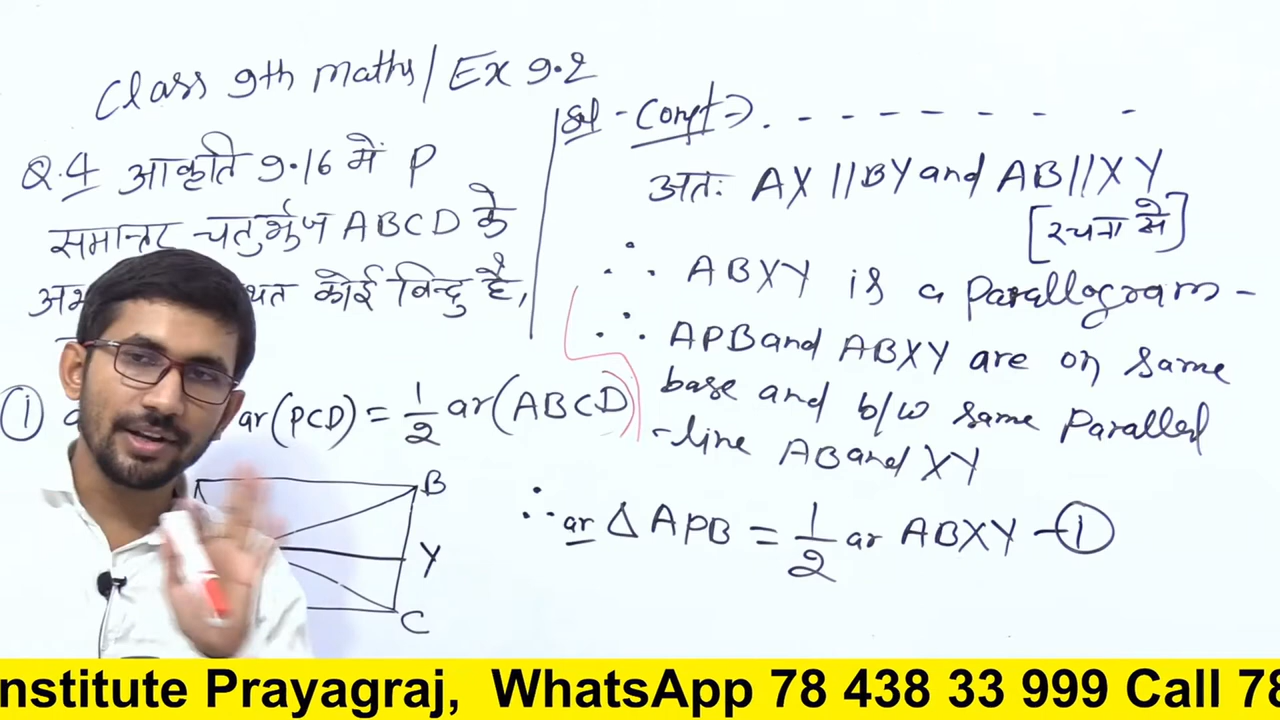 Class 9th maths/Ex 9.2
Q.4 आकृति 9.16 में P
समान्तर चतुर्भुज ABCD के
कोई बिन्दु है,
① ar(PCD) = 1/2 ar(ABCD)
B
Y
C
Sol - Conpt ⇒ . - - - - - - -
अतः AX || BY and AB || XY
[रचना से]
∴ ABXY is a Parallogram -
∴ APB and ABXY are on same
base and b/w same Paralled
-line AB and XY
∴ ar Δ APB = 1/2 ar ABXY -①
nstitute Prayagraj, WhatsApp 78 438 33 999 Call 78